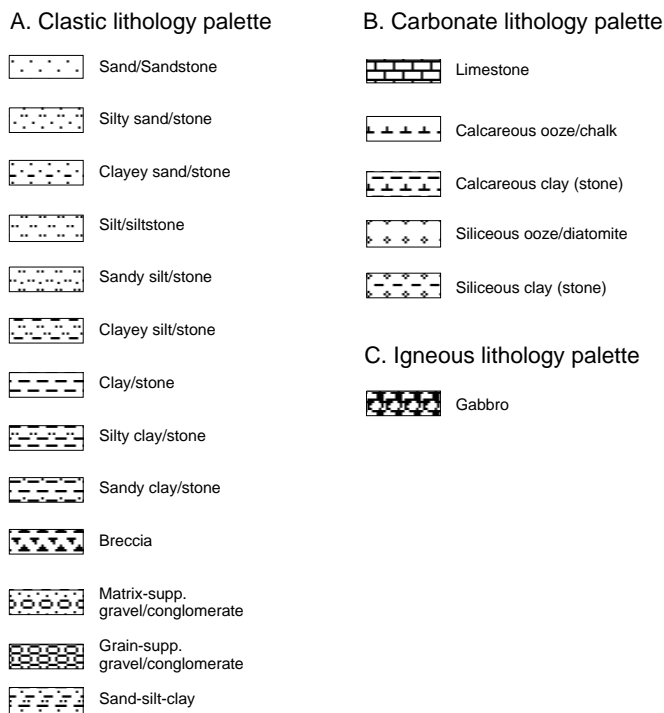 A. Clastic lithology palette
Sand/Sandstone
Silty sand/stone
Clayey sand/stone
Silt/siltstone
Sandy silt/stone
Clayey silt/stone
Clay/stone
Silty clay/stone
Sandy clay/stone
Breccia
Matrix-supp.
gravel/conglomerate
Grain-supp.
gravel/conglomerate
Sand-silt-clay
B. Carbonate lithology palette
Limestone
Calcareous ooze/chalk
Calcareous clay (stone)
Siliceous ooze/diatomite
Siliceous clay (stone)
C. Igneous lithology palette
Gabbro